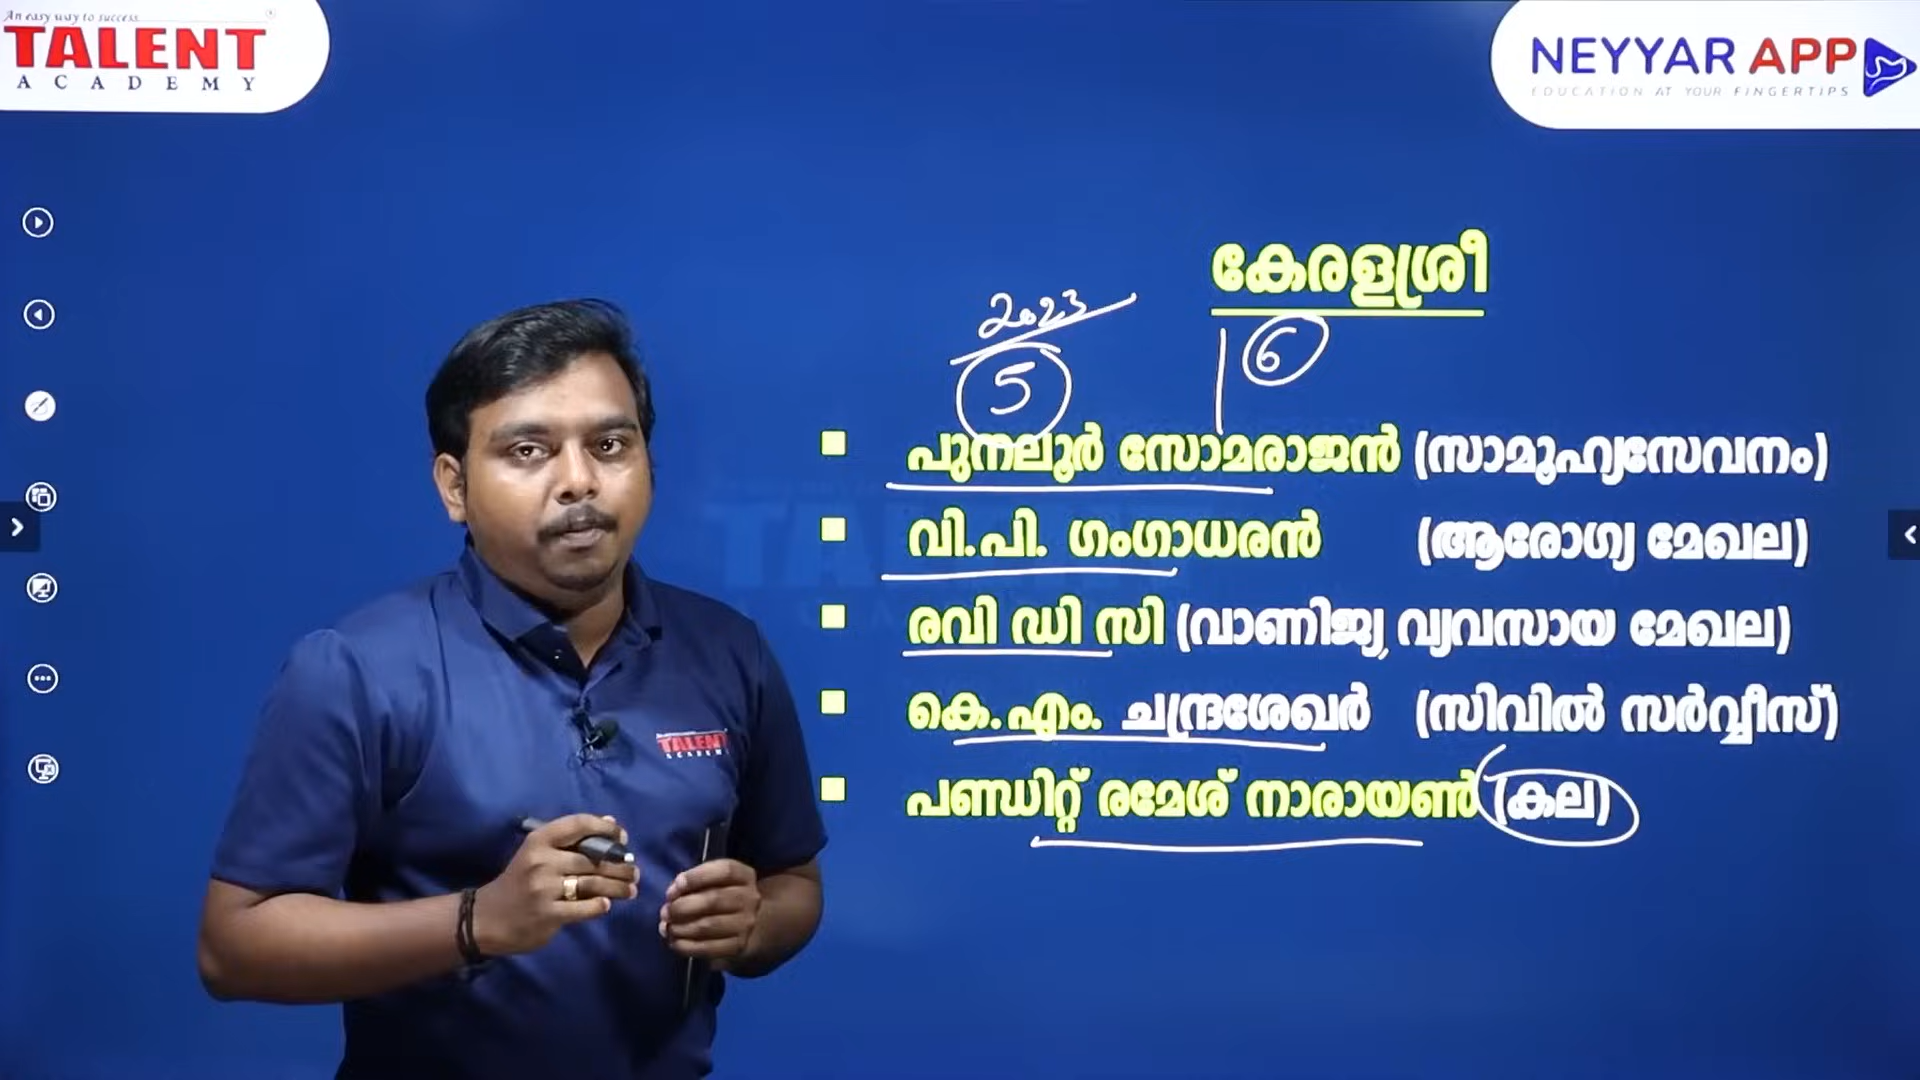 An easy way to success
TALENT
ACADEMY
NEYYAR APP
EDUCATION AT YOUR FINGERTIPS
കേരളശ്രീ
2023
5
6
പുനലൂർ സോമരാജൻ (സാമൂഹ്യസേവനം)
വി.പി. ഗംഗാധരൻ (ആരോഗ്യ മേഖല)
രവി ഡി സി (വാണിജ്യ, വ്യവസായ മേഖല)
കെ.എം. ചന്ദ്രശേഖർ (സിവിൽ സർവ്വീസ്)
പണ്ഡിറ്റ് രമേശ് നാരായൺ (കല)
TALENT
ACADEMY